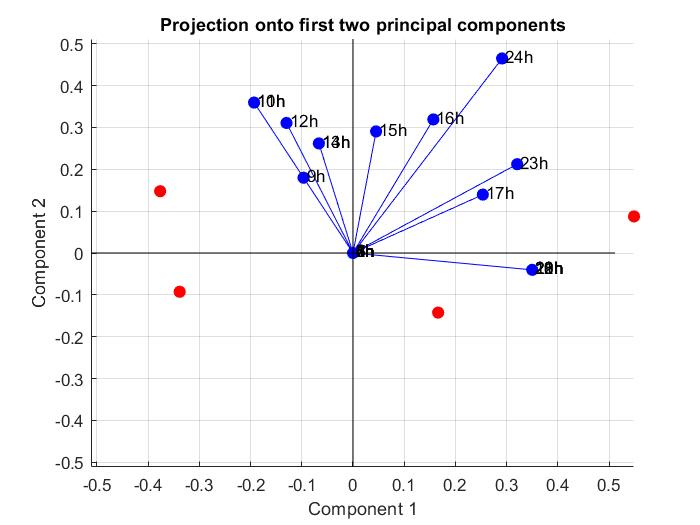 Projection onto first two principal components
0.5
0.4
0.3
0.2
0.1
0
-0.1
-0.2
-0.3
-0.4
-0.5
Component 2
24h
12h
16h
15h
9h
23h
17h
-0.5
-0.4
-0.3
-0.2
-0.1
0
0.1
0.2
0.3
0.4
0.5
Component 1